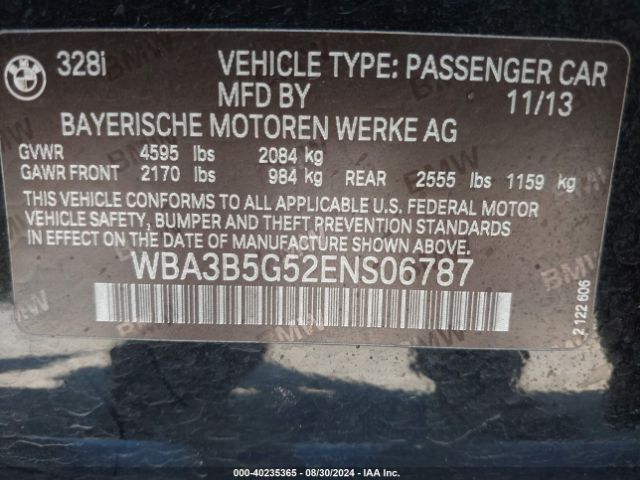 BMW 328i VEHICLE TYPE: PASSENGER CAR
MFD BY 11/13
BAYERISCHE MOTOREN WERKE AG
GVWR 4595 lbs 2084 kg
GAWR FRONT 2170 lbs 984 kg REAR 2555 lbs 1159 kg
THIS VEHICLE CONFORMS TO ALL APPLICABLE U.S. FEDERAL MOTOR
VEHICLE SAFETY, BUMPER AND THEFT PREVENTION STANDARDS
IN EFFECT ON THE DATE OF MANUFACTURE SHOWN ABOVE.
WBA3B5G52ENS06787
2 122 606
000-40235365 - 08/30/2024 - IAA Inc.